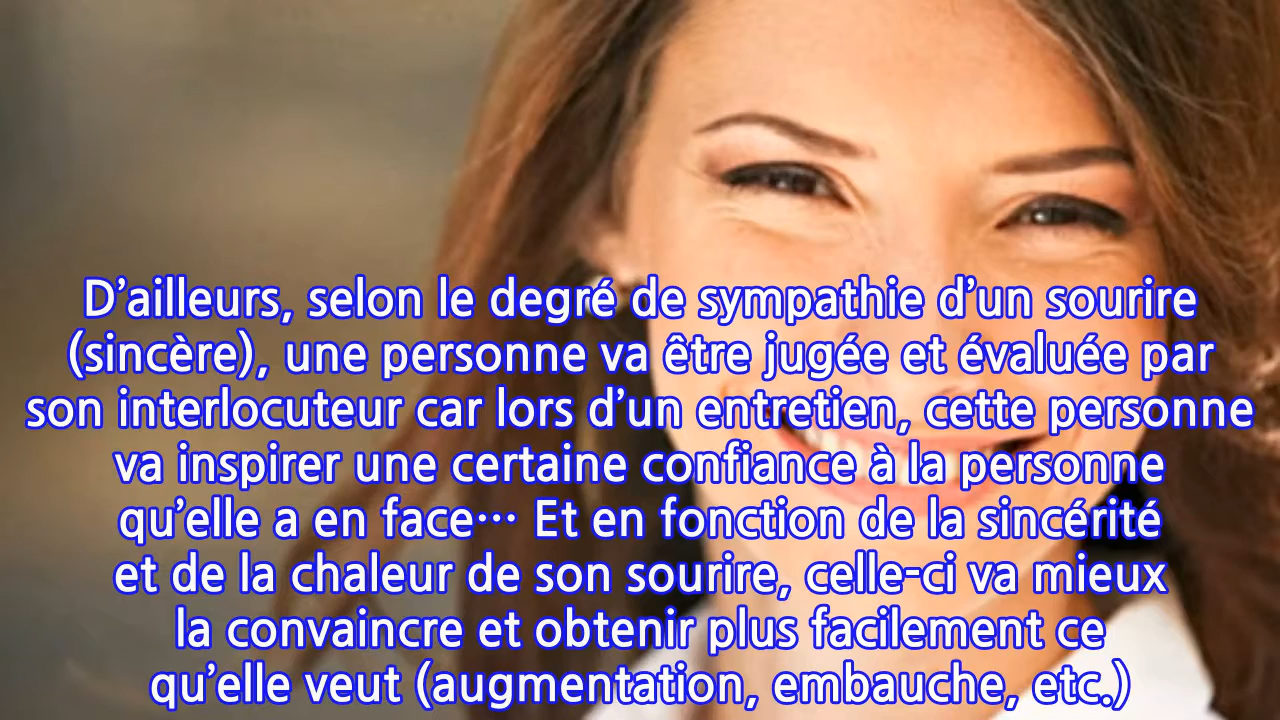 D’ailleurs, selon le degré de sympathie d’un sourire
(sincère), une personne va être jugée et évaluée par
son interlocuteur car lors d’un entretien, cette personne
va inspirer une certaine confiance à la personne
qu’elle a en face… Et en fonction de la sincérité
et de la chaleur de son sourire, celle-ci va mieux
la convaincre et obtenir plus facilement ce
qu’elle veut (augmentation, embauche, etc.)